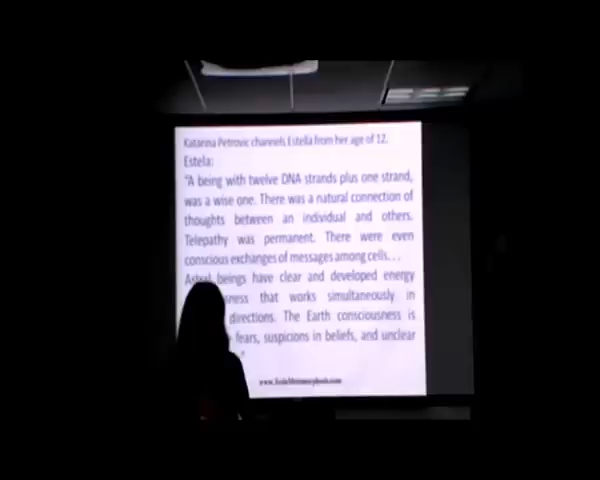 Katarina Petrovic channels Estella from her age of 12.
Estela:
"A being with twelve DNA strands plus one strand,
was a wise one. There was a natural connection of
thoughts between an individual and others.
Telepathy was permanent. There were even
conscious exchanges of messages among cells...
Astral beings have clear and developed energy
that works simultaneously in
directions. The Earth consciousness is
fears, suspicions in beliefs, and unclear
"